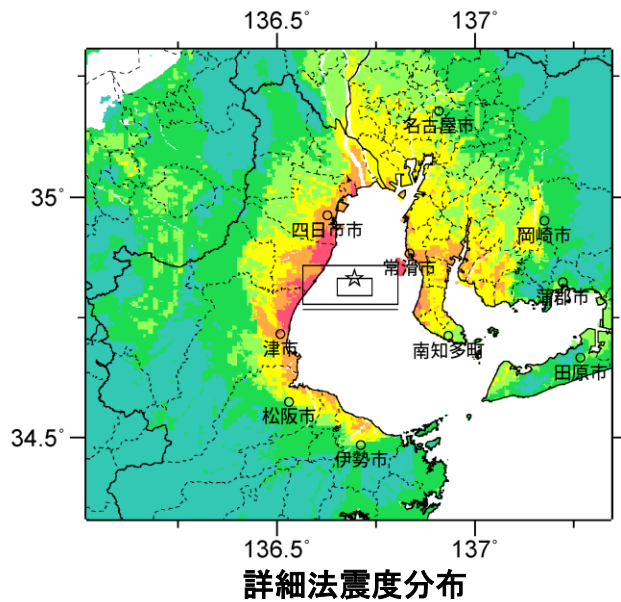 136.5° 137°
名古屋市
35°
四日市市
岡崎市
常滑市
蒲郡市
津市
南知多町
田原市
松阪市
34.5°
伊勢市
136.5° 137°
詳細法震度分布